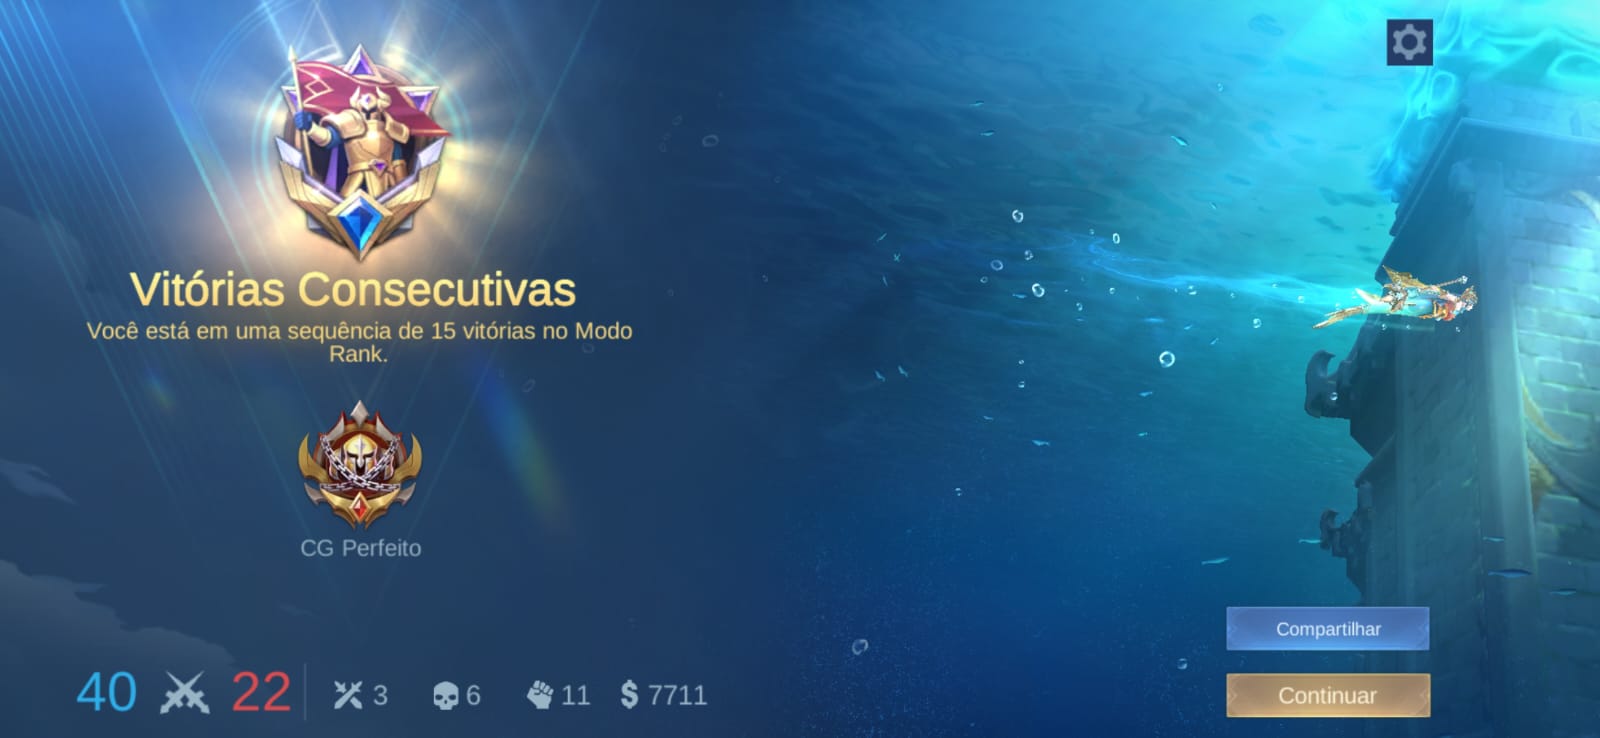 Vitórias Consecutivas
Você está em uma sequência de 15 vitórias no Modo
Rank.
CG Perfeito
40 22 3 6 11 $ 7711
Compartilhar
Continuar